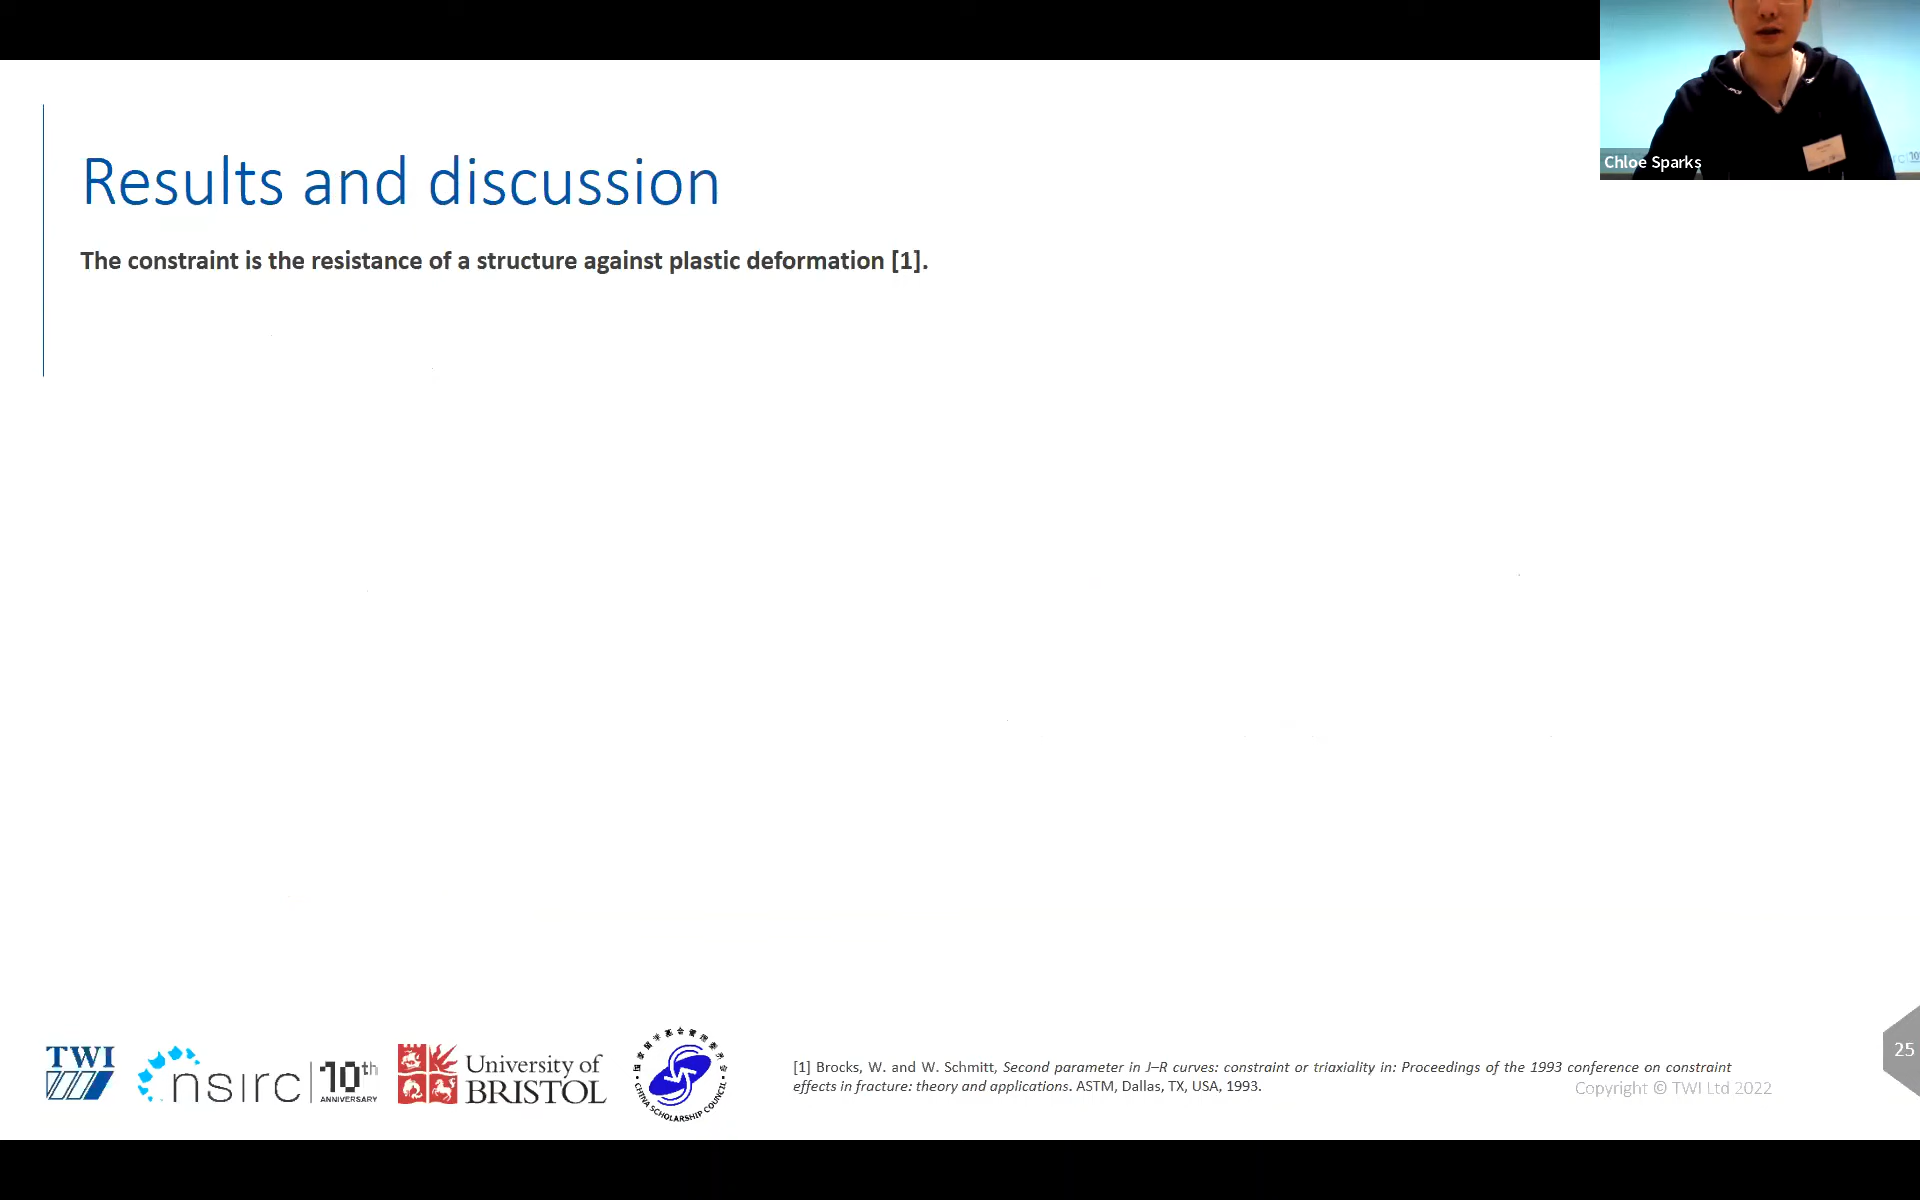 Chloe Sparks
Results and discussion
The constraint is the resistance of a structure against plastic deformation [1].
TWI
nsirc
10th
ANNIVERSARY
University of
BRISTOL
CHINA SCHOLARSHIP COUNCIL
[1] Brocks, W. and W. Schmitt, Second parameter in J–R curves: constraint or triaxiality in: Proceedings of the 1993 conference on constraint
effects in fracture: theory and applications. ASTM, Dallas, TX, USA, 1993.
Copyright © TWI Ltd 2022
25